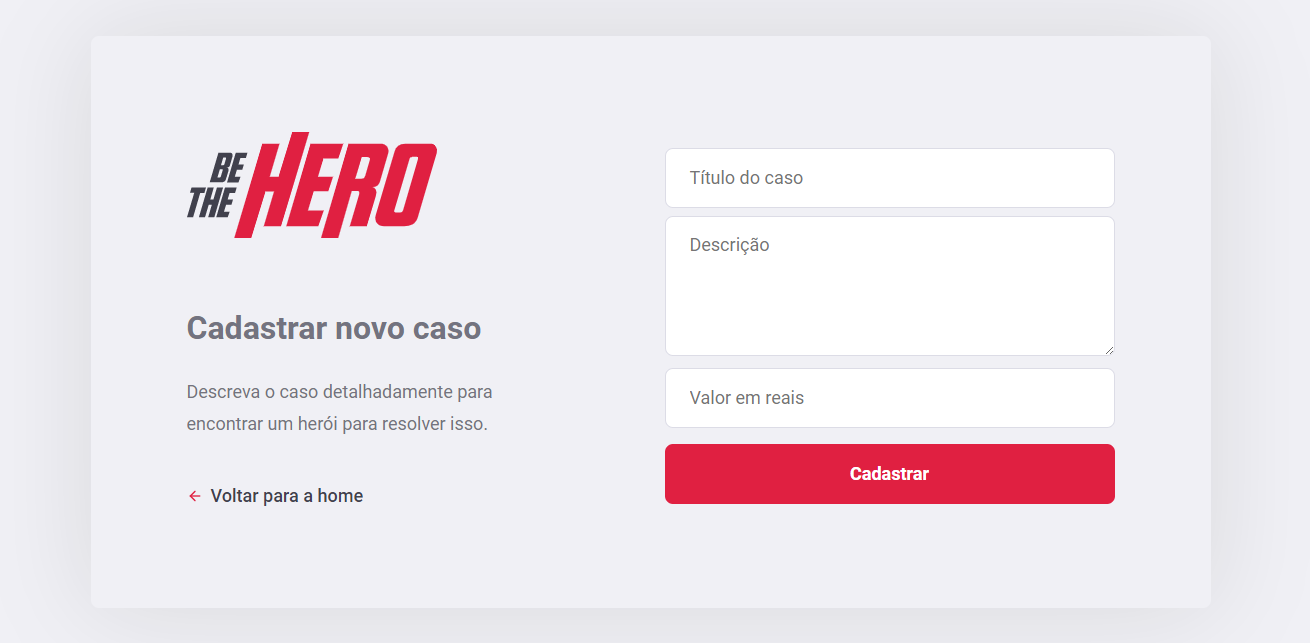 BE
THE HERO
Cadastrar novo caso
Descreva o caso detalhadamente para
encontrar um herói para resolver isso.
Voltar para a home
Título do caso
Descrição
Valor em reais
Cadastrar